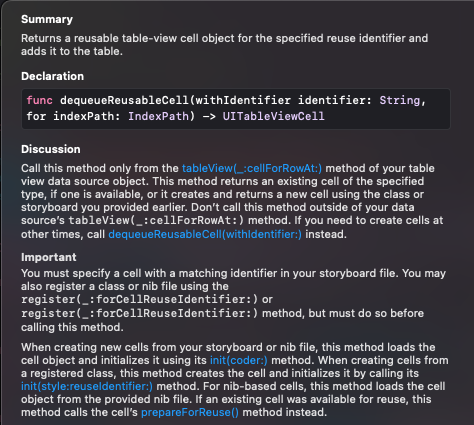 Summary
Returns a reusable table-view cell object for the specified reuse identifier and
adds it to the table.
Declaration
func dequeueReusableCell(withIdentifier identifier: String,
for indexPath: IndexPath) -> UITableViewCell
Discussion
Call this method only from the tableView(_:cellForRowAt:) method of your table
view data source object. This method returns an existing cell of the specified
type, if one is available, or it creates and returns a new cell using the class or
storyboard you provided earlier. Don't call this method outside of your data
source's tableView(_:cellForRowAt:) method. If you need to create cells at
other times, call dequeueReusableCell(withIdentifier:) instead.
Important
You must specify a cell with a matching identifier in your storyboard file. You may
also register a class or nib file using the
register(_:forCellReuseIdentifier:) or
register(_:forCellReuseIdentifier:) method, but must do so before
calling this method.
When creating new cells from your storyboard or nib file, this method loads the
cell object and initializes it using its init(coder:) method. When creating cells from
a registered class, this method creates the cell and initializes it by calling its
init(style:reuseIdentifier:) method. For nib-based cells, this method loads the cell
object from the provided nib file. If an existing cell was available for reuse, this
method calls the cell's prepareForReuse() method instead.